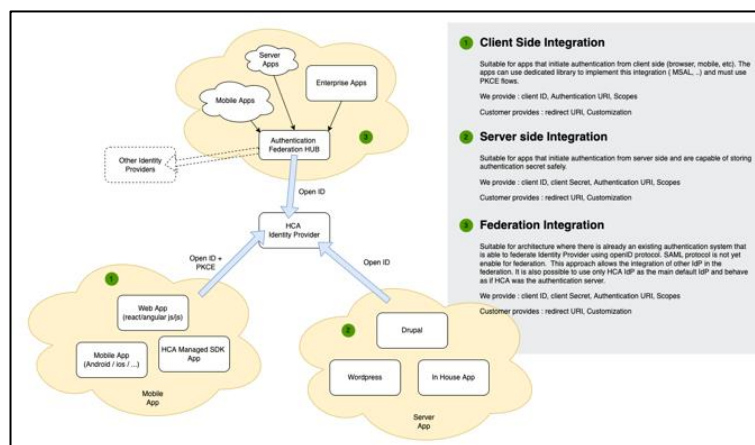 Server
Apps
Enterprise Apps
Mobile Apps
Authentication
Federation HUB
3
Other Identity
Providers
Open ID
HCA
Identity Provider
Open ID +
PKCE
Open ID
1
Web App
(react/angular js/js)
Mobile App
(Android / ios / ...)
HCA Managed SDK
App
Mobile
App
2
Drupal
Wordpress
In House App
Server
App
1 Client Side Integration
Suitable for apps that initiate authentication from client side (browser, mobile, etc). The
apps can use dedicated library to implement this integration ( MSAL, ..) and must use
PKCE flows.
We provide : client ID, Authentication URI, Scopes
Customer provides : redirect URI, Customization
2 Server side Integration
Suitable for apps that initiate authentication from server side and are capable of storing
authentication secret safely.
We provide : client ID, client Secret, Authentication URI, Scopes
Customer provides : redirect URI, Customization
3 Federation Integration
Suitable for architecture where there is already an existing authentication system that
is able to federate Identity Provider using openID protocol. SAML protocol is not yet
enable for federation. This approach allows the integration of other IdP in the
federation. It is also possible to use only HCA IdP as the main default IdP and behave
as if HCA was the authentication server.
We provide : client ID, client Secret, Authentication URI, Scopes
Customer provides : redirect URI, Customization